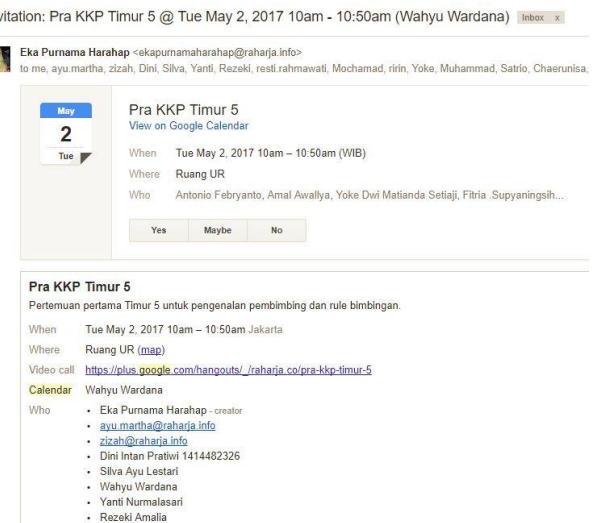 vitation: Pra KKP Timur 5 @ Tue May 2, 2017 10am - 10:50am (Wahyu Wardana) Inbox x
Eka Purnama Harahap <ekapurnamaharahap@raharja.info>
to me, ayu.martha, zizah, Dini, Silva, Yanti, Rezeki, resti.rahmawati, Mochamad, ririn, Yoke, Muhammad, Satrio, Chaerunisa,
May
2
Tue
Pra KKP Timur 5
View on Google Calendar
When Tue May 2, 2017 10am – 10:50am (WIB)
Where Ruang UR
Who Antonio Febryanto, Amal Awallya, Yoke Dwi Matianda Setiaji, Fitria .Supyaningsih...
Yes Maybe No
Pra KKP Timur 5
Pertemuan pertama Timur 5 untuk pengenalan pembimbing dan rule bimbingan.
When Tue May 2, 2017 10am – 10:50am Jakarta
Where Ruang UR (map)
Video call https://plus.google.com/hangouts/_/raharja.co/pra-kkp-timur-5
Calendar Wahyu Wardana
Who • Eka Purnama Harahap - creator
• ayu.martha@raharja.info
• zizah@raharja.info
• Dini Intan Pratiwi 1414482326
• Silva Ayu Lestari
• Wahyu Wardana
• Yanti Nurmalasari
• Rezeki Amalia